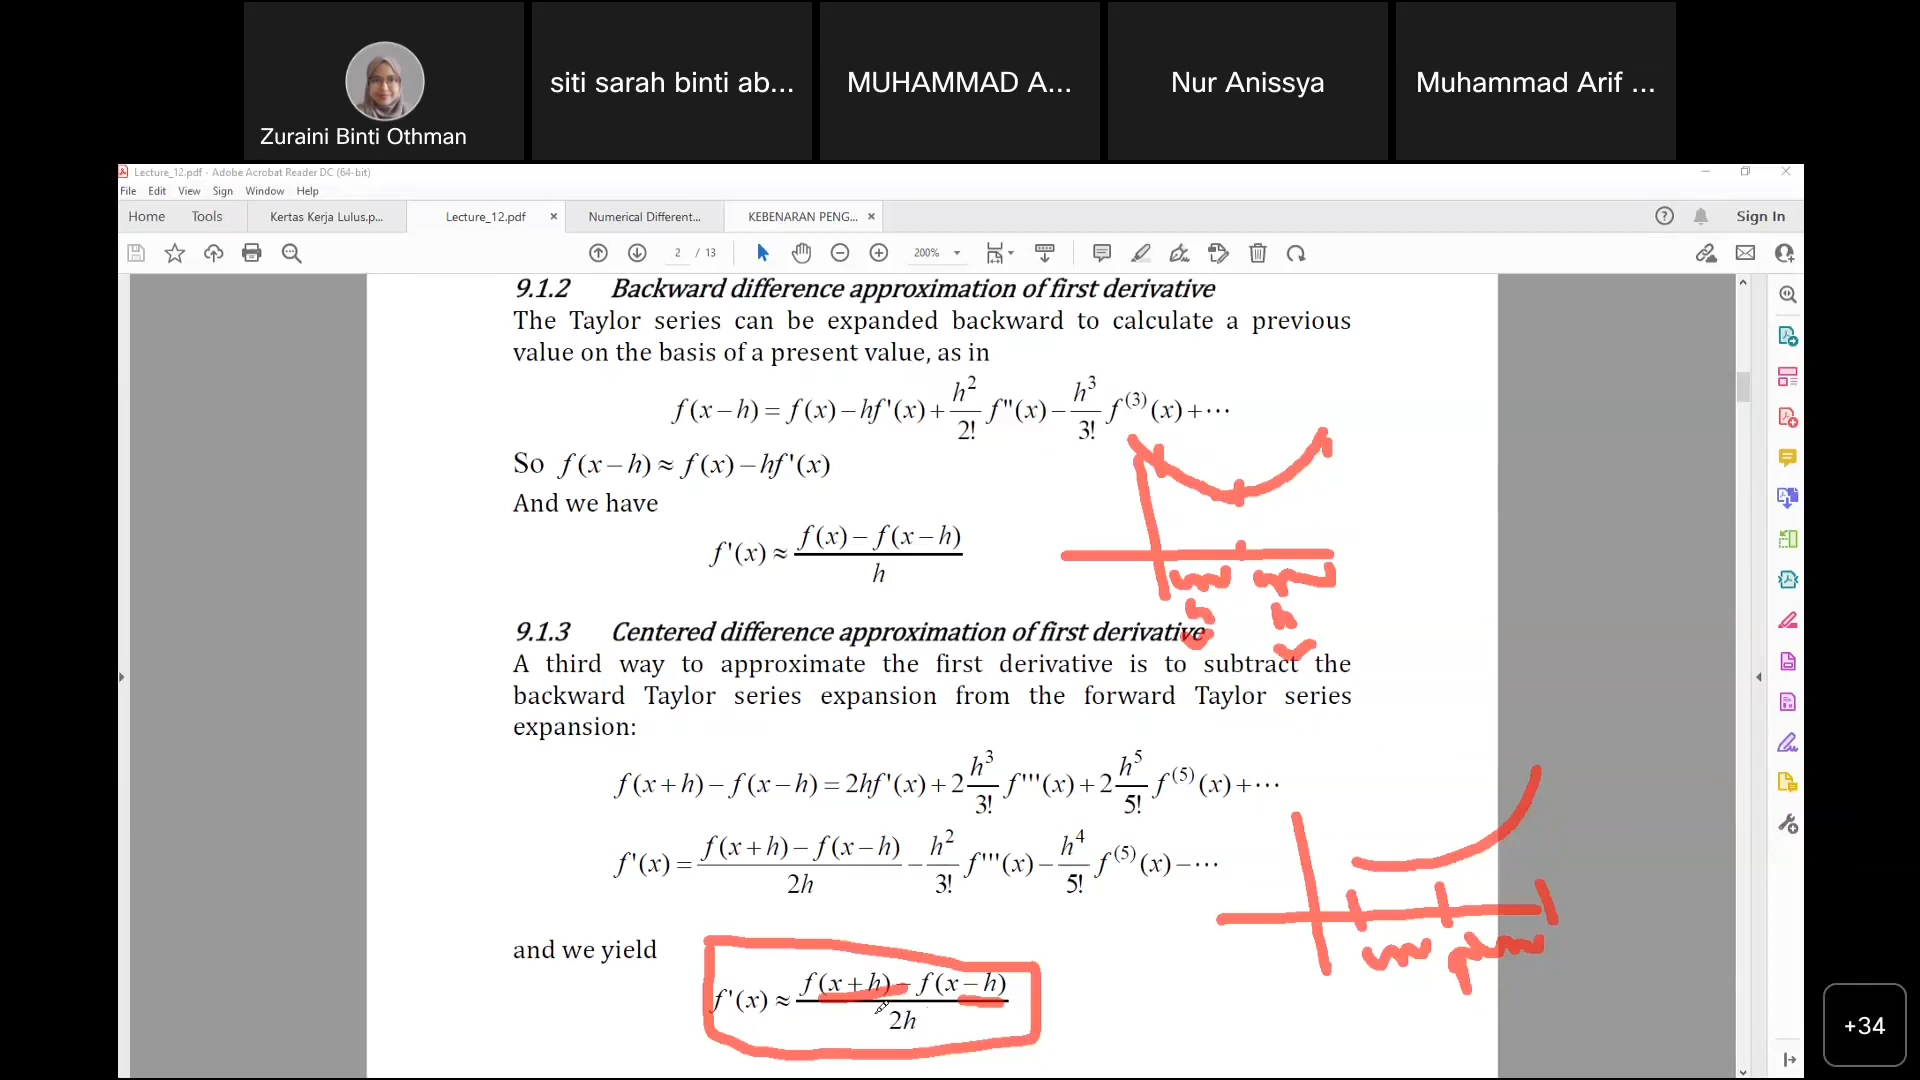 siti sarah binti ab...
MUHAMMAD A...
Nur Anissya
Muhammad Arif ...
Zuraini Binti Othman
Lecture_12.pdf - Adobe Acrobat Reader DC (64-bit)
File Edit View Sign Window Help
Home Tools Kertas Kerja Lulus.p... Lecture_12.pdf × Numerical Different... KEBENARAN PENG... × Sign In
2 / 13 200%
9.1.2 Backward difference approximation of first derivative
The Taylor series can be expanded backward to calculate a previous
value on the basis of a present value, as in
f(x−h) = f(x) − hf'(x) + h²/2! f''(x) − h³/3! f⁽³⁾(x) + ⋯
So f(x−h) ≈ f(x) − hf'(x)
And we have
f'(x) ≈ f(x) − f(x−h) / h
h h
9.1.3 Centered difference approximation of first derivative
A third way to approximate the first derivative is to subtract the
backward Taylor series expansion from the forward Taylor series
expansion:
f(x+h) − f(x−h) = 2hf'(x) + 2 h³/3! f'''(x) + 2 h⁵/5! f⁽⁵⁾(x) + ⋯
f'(x) = f(x+h) − f(x−h) / 2h − h²/3! f'''(x) − h⁴/5! f⁽⁵⁾(x) − ⋯
and we yield
f'(x) ≈ f(x+h) − f(x−h) / 2h
+34